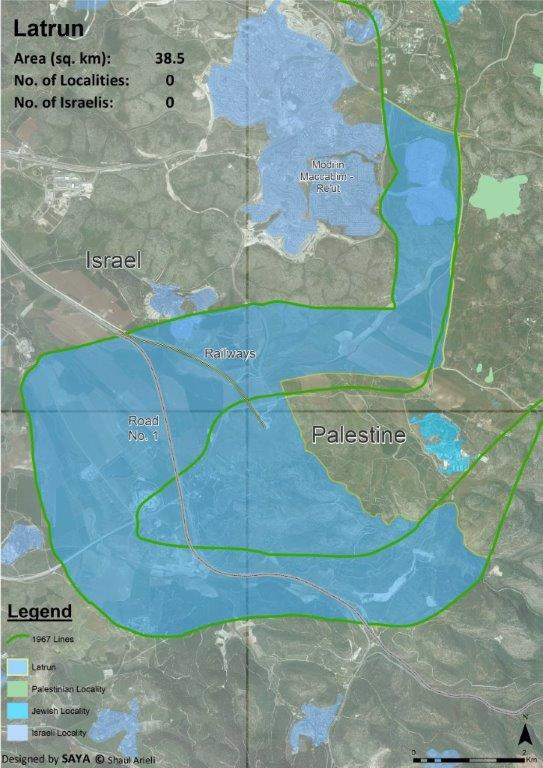 Latrun
Area (sq. km): 38.5
No. of Localities: 0
No. of Israelis: 0
Modiin
Maccabim -
Re'ut
Israel
Railways
Road
No. 1
Palestine
Legend
1967 Lines
Latrun
Palestinian Locality
Jewish Locality
Israeli Locality
N
0 2
Km
Designed by SAYA © Shaul Arieli